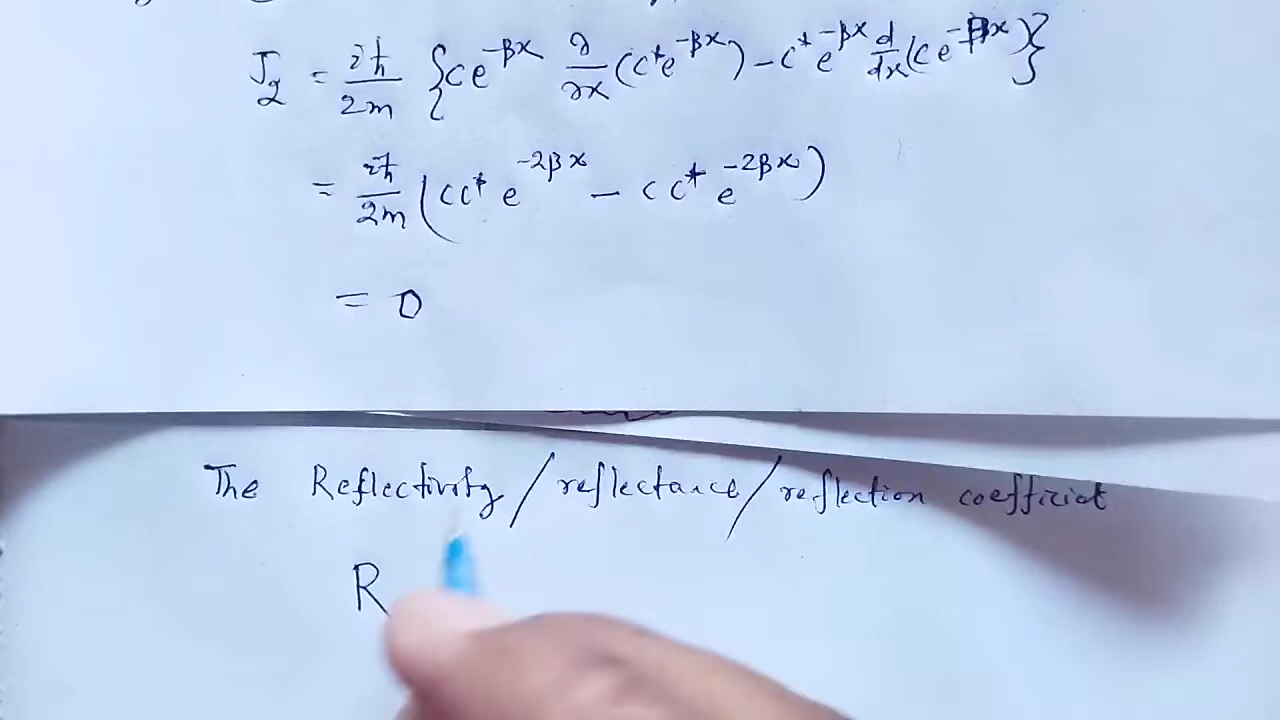 J₂ = iħ/2m {Ce^{-βx} ∂/∂x (C*e^{-βx}) - C*e^{-βx} d/dx (Ce^{-βx})}
= iħ/2m (CC* e^{-2βx} - CC* e^{-2βx})
= 0
The Reflectivity / reflectance / reflection coefficiet
R